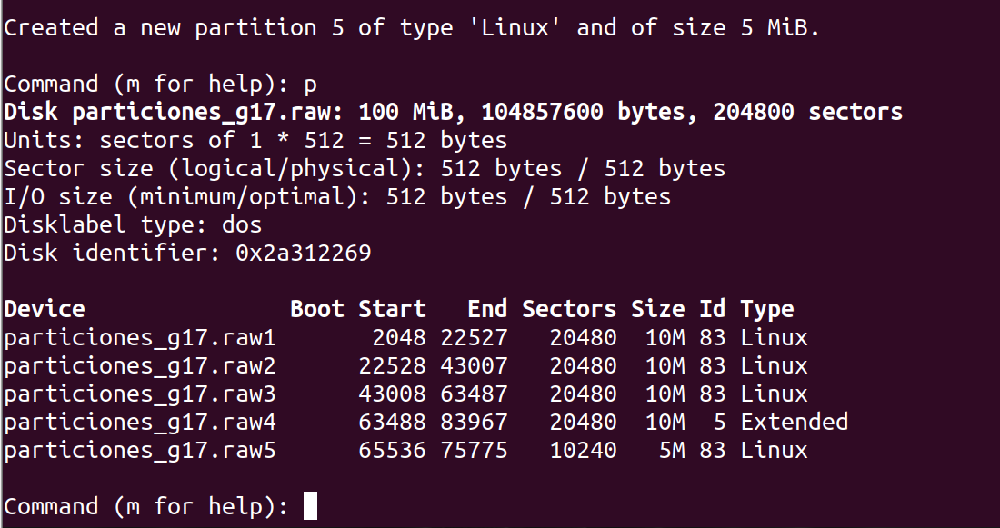 Created a new partition 5 of type 'Linux' and of size 5 MiB.
Command (m for help): p
Disk particiones_g17.raw: 100 MiB, 104857600 bytes, 204800 sectors
Units: sectors of 1 * 512 = 512 bytes
Sector size (logical/physical): 512 bytes / 512 bytes
I/O size (minimum/optimal): 512 bytes / 512 bytes
Disklabel type: dos
Disk identifier: 0x2a312269
Device Boot Start End Sectors Size Id Type
particiones_g17.raw1 2048 22527 20480 10M 83 Linux
particiones_g17.raw2 22528 43007 20480 10M 83 Linux
particiones_g17.raw3 43008 63487 20480 10M 83 Linux
particiones_g17.raw4 63488 83967 20480 10M 5 Extended
particiones_g17.raw5 65536 75775 10240 5M 83 Linux
Command (m for help):